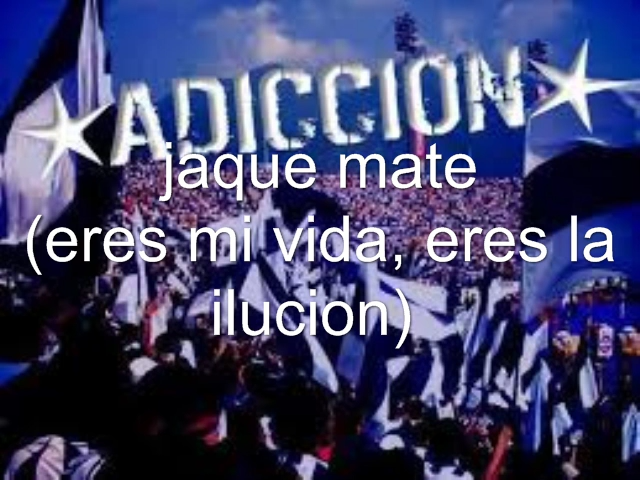 ADICCION
jaque mate
(eres mi vida, eres la
ilucion)